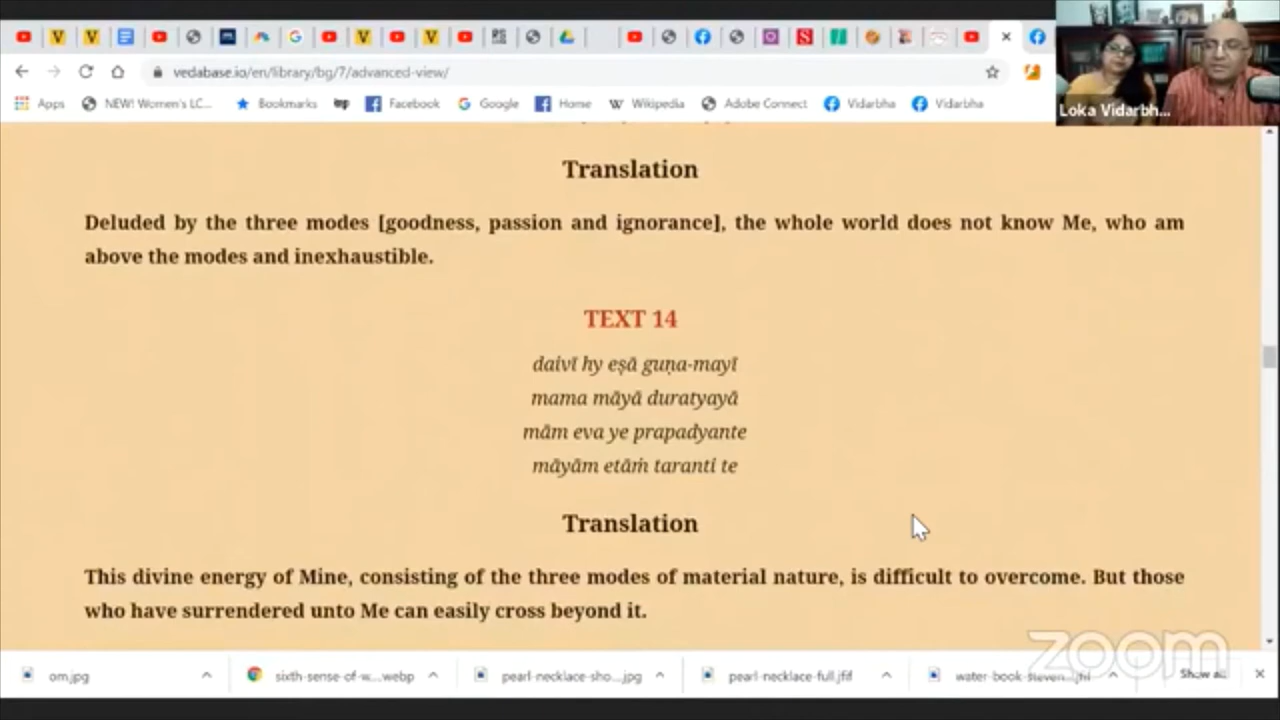 vedabase.io/en/library/bg/7/advanced-view/
Apps NEW! Women's LC... Bookmarks Facebook Google Home Wikipedia Adobe Connect Vidarbha Vidarbha
Loka Vidarbh...
Translation
Deluded by the three modes [goodness, passion and ignorance], the whole world does not know Me, who am
above the modes and inexhaustible.
TEXT 14
daivī hy eṣā guṇa-mayī
mama māyā duratyayā
mām eva ye prapadyante
māyām etāṁ taranti te
Translation
This divine energy of Mine, consisting of the three modes of material nature, is difficult to overcome. But those
who have surrendered unto Me can easily cross beyond it.
zoom
om.jpg sixth-sense-of-w....webp pearl-necklace-sho....jpg pearl-necklace-full.jfif Show all